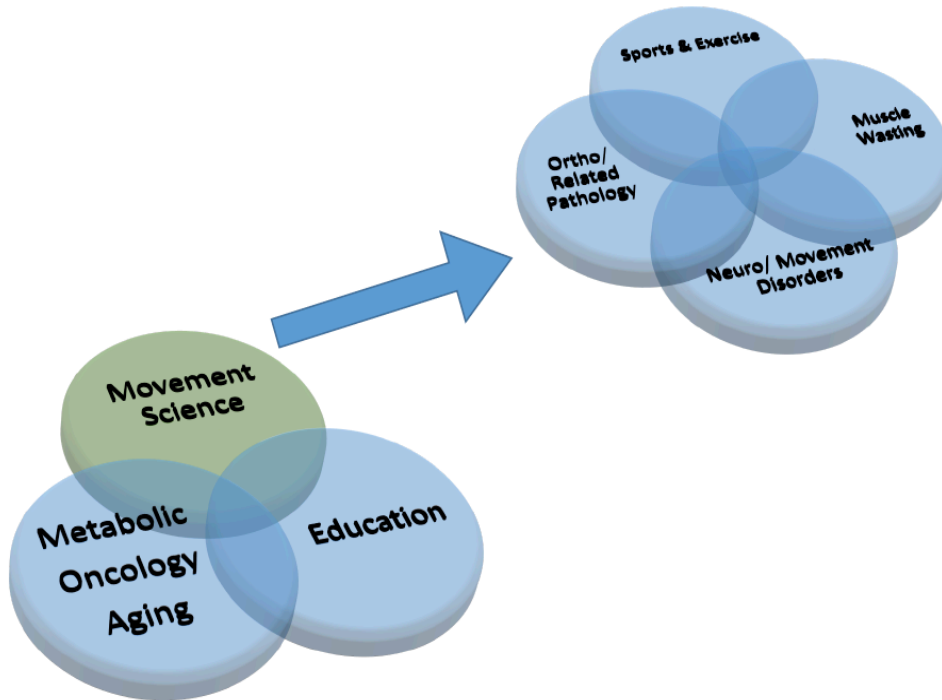 Sports & Exercise
Muscle
Wasting
Ortho/
Related
Pathology
Neuro/ Movement
Disorders
Movement
Science
Education
Metabolic
Oncology
Aging